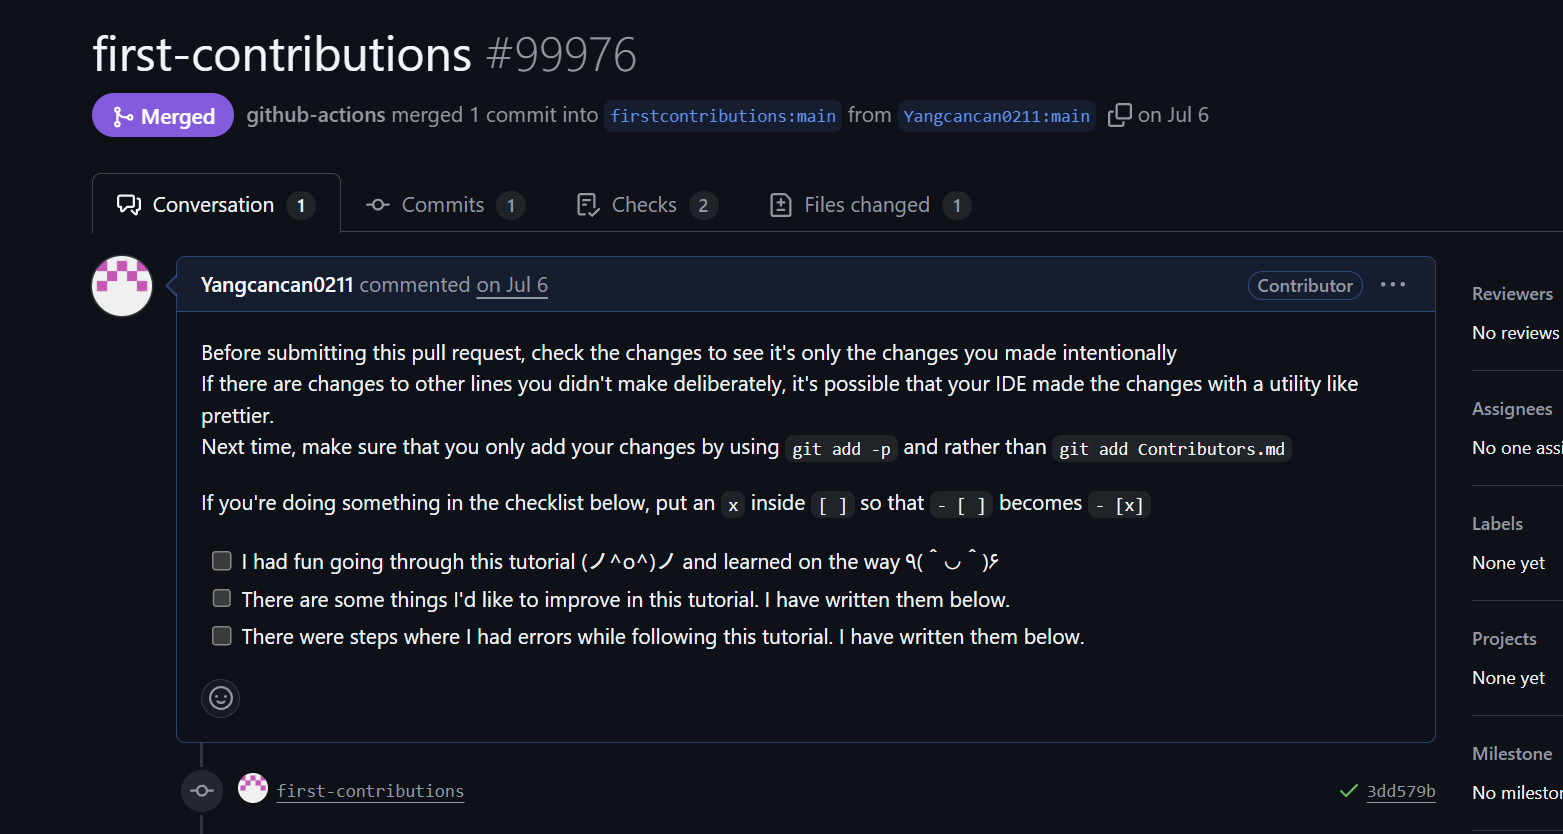 first-contributions #99976
Merged github-actions merged 1 commit into firstcontributions:main from Yangcancan0211:main on Jul 6
Conversation 1 Commits 1 Checks 2 Files changed 1
Yangcancan0211 commented on Jul 6 Contributor
Before submitting this pull request, check the changes to see it's only the changes you made intentionally
If there are changes to other lines you didn't make deliberately, it's possible that your IDE made the changes with a utility like
prettier.
Next time, make sure that you only add your changes by using git add -p and rather than git add Contributors.md
If you're doing something in the checklist below, put an x inside [ ] so that - [ ] becomes - [x]
I had fun going through this tutorial (ノ^o^)ノ and learned on the way ٩(＾◡＾)۶
There are some things I'd like to improve in this tutorial. I have written them below.
There were steps where I had errors while following this tutorial. I have written them below.
first-contributions 3dd579b
Reviewers
No reviews
Assignees
No one assi
Labels
None yet
Projects
None yet
Milestone
No milestor